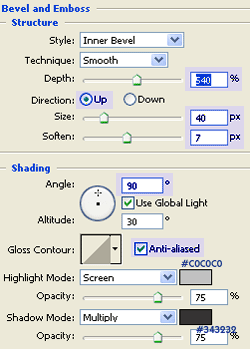 Bevel and Emboss
Structure
Style: Inner Bevel
Technique: Smooth
Depth: 540 %
Direction: Up Down
Size: 40 px
Soften: 7 px
Shading
Angle: 90 °
Use Global Light
Altitude: 30 °
Gloss Contour: Anti-aliased
#C0C0C0
Highlight Mode: Screen
Opacity: 75 %
Shadow Mode: Multiply
#343232
Opacity: 75 %